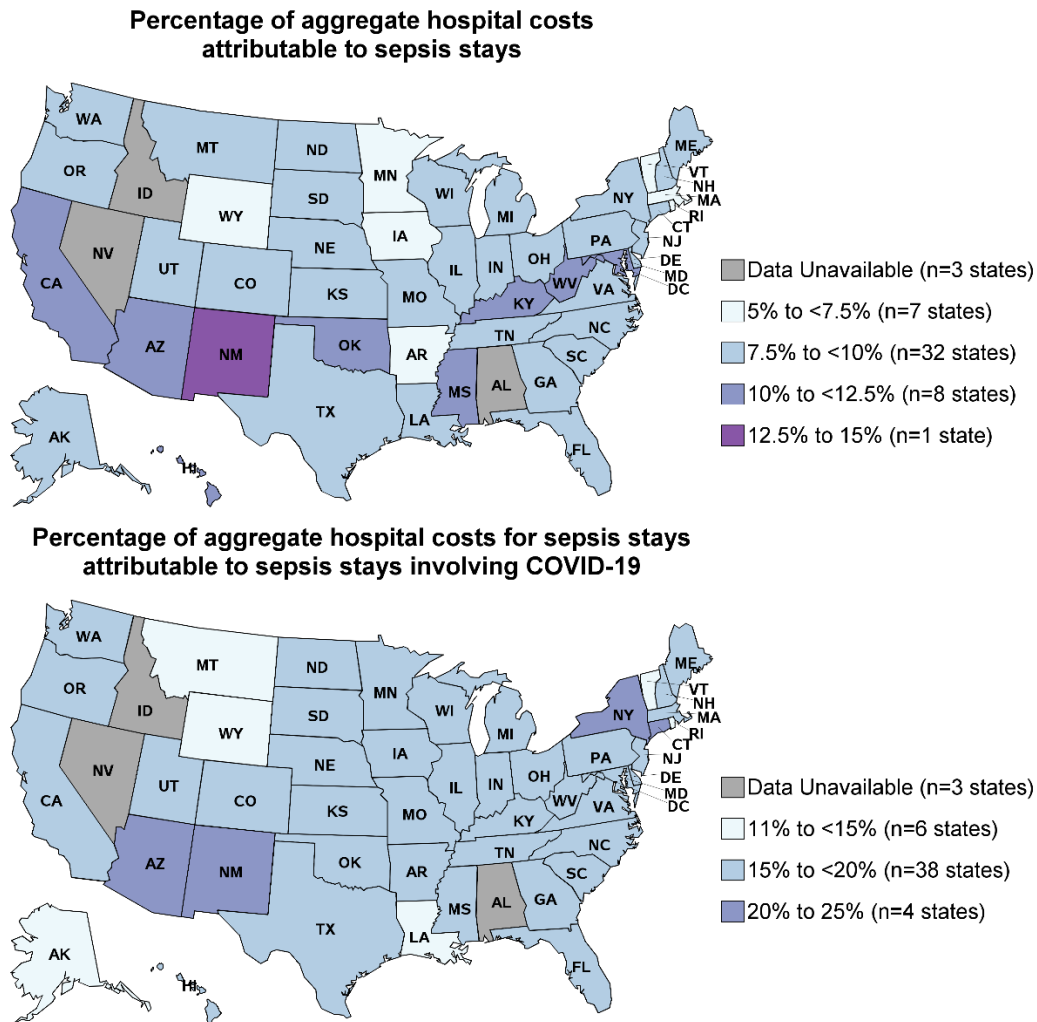 Percentage of aggregate hospital costs
attributable to sepsis stays
WA
MT
ND
MN
ME
OR
ID
SD
WI
MI
NY
VT
NH
MA
RI
CT
WY
IA
NE
PA
NJ
NV
UT
CO
IL
IN
OH
DE
MD
DC
CA
KS
MO
WV
VA
KY
AZ
NM
OK
AR
TN
NC
SC
MS
AL
GA
TX
LA
AK
HI
FL
Data Unavailable (n=3 states)
5% to <7.5% (n=7 states)
7.5% to <10% (n=32 states)
10% to <12.5% (n=8 states)
12.5% to 15% (n=1 state)
Percentage of aggregate hospital costs for sepsis stays
attributable to sepsis stays involving COVID-19
WA
MT
ND
MN
ME
OR
ID
SD
WI
MI
NY
VT
NH
MA
RI
CT
WY
IA
NE
PA
NJ
NV
UT
CO
IL
IN
OH
DE
MD
DC
CA
KS
MO
WV
VA
KY
AZ
NM
OK
AR
TN
NC
SC
MS
AL
GA
TX
LA
AK
HI
FL
Data Unavailable (n=3 states)
11% to <15% (n=6 states)
15% to <20% (n=38 states)
20% to 25% (n=4 states)